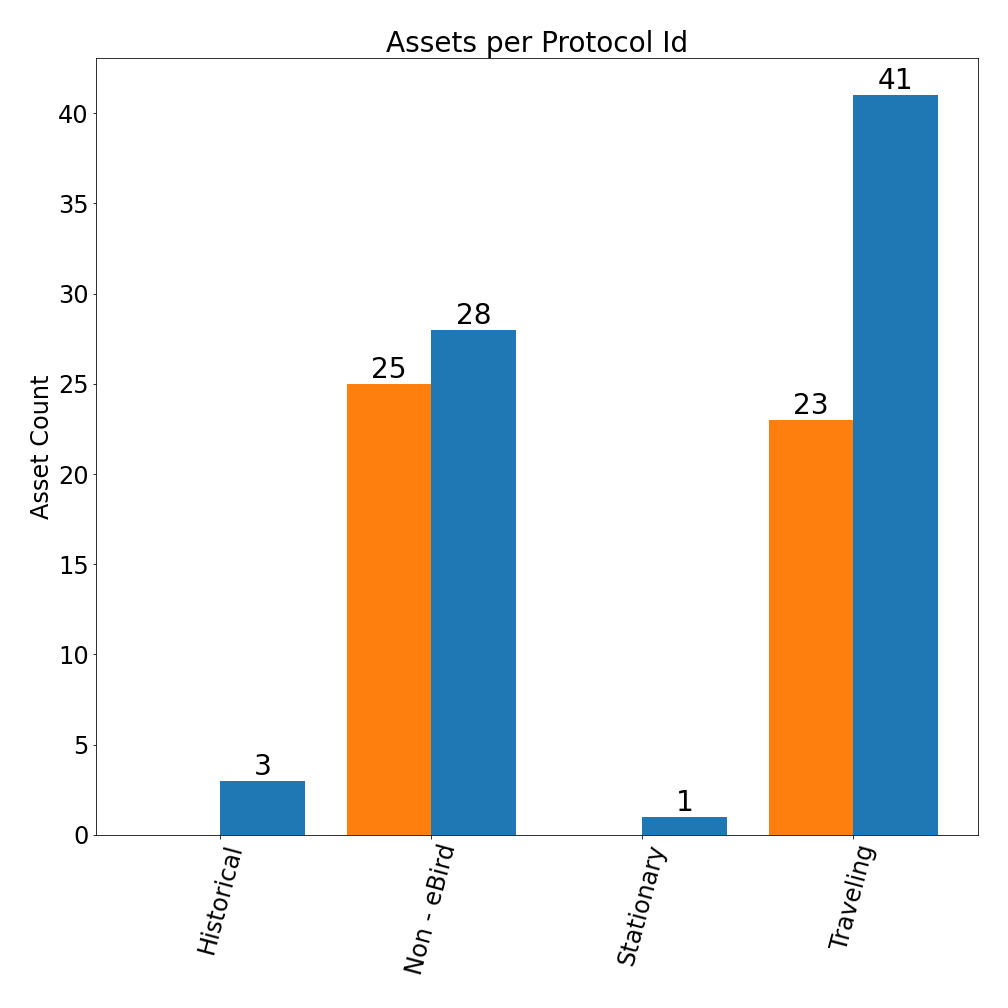 Assets per Protocol Id
41
40
35
30
28
25
25
23
20
15
10
5
3
1
0
Asset Count
Historical
Non - eBird
Stationary
Traveling